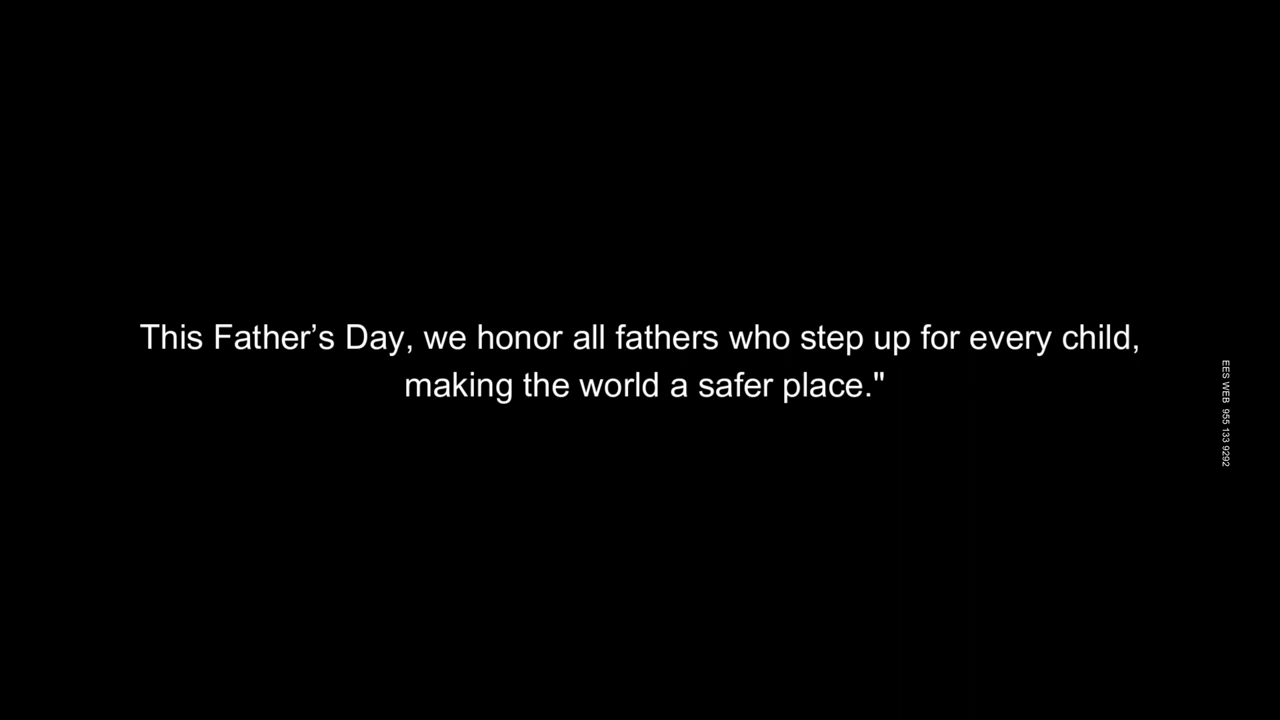 This Father’s Day, we honor all fathers who step up for every child,
making the world a safer place."
EES WEB 955 133 9292